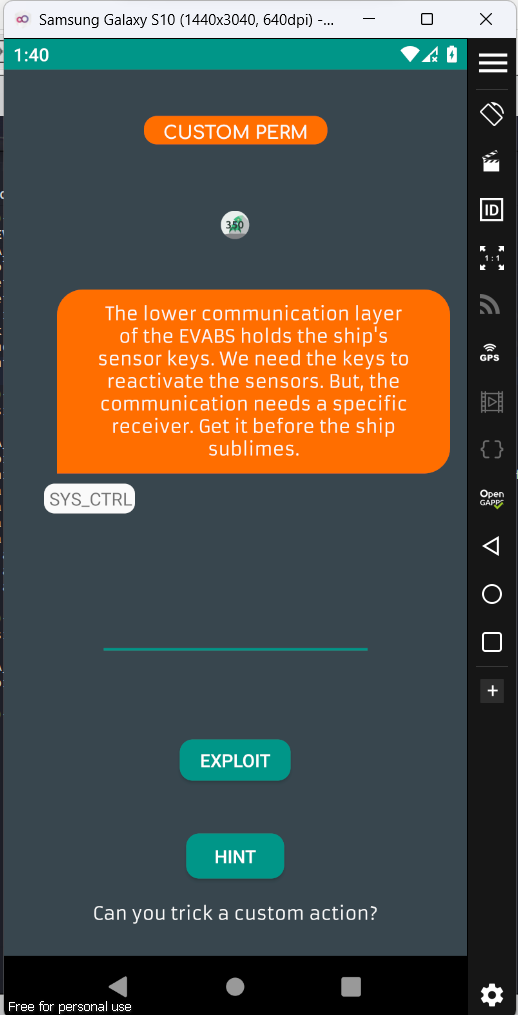 Samsung Galaxy S10 (1440x3040, 640dpi) -...
1:40
CUSTOM PERM
350
The lower communication layer
of the EVABS holds the ship's
sensor keys. We need the keys to
reactivate the sensors. But, the
communication needs a specific
receiver. Get it before the ship
sublimes.
SYS_CTRL
EXPLOIT
HINT
Can you trick a custom action?
Free for personal use
ID
1:1
GPS
Open
GAPPS